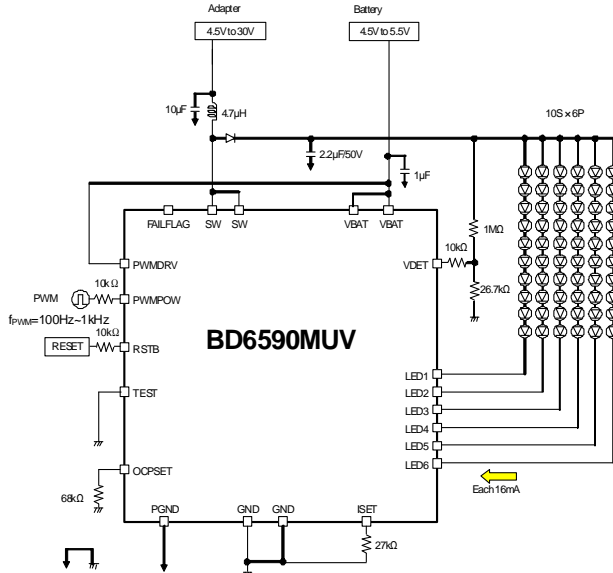 Adapter
Battery
4.5V to 30V
4.5V to 5.5V
10μF
4.7μH
10S × 6P
2.2μF/50V
1μF
FAILFLAG
SW
SW
VBAT
VBAT
1MΩ
10kΩ
VDET
PWMDRV
10kΩ
PWM
PWMPOW
26.7kΩ
fPWM=100Hz~1kHz
10kΩ
RESET
RSTB
BD6590MUV
LED1
TEST
LED2
LED3
LED4
LED5
OCPSET
LED6
Each 16mA
68kΩ
PGND
GND
GND
ISET
27kΩ